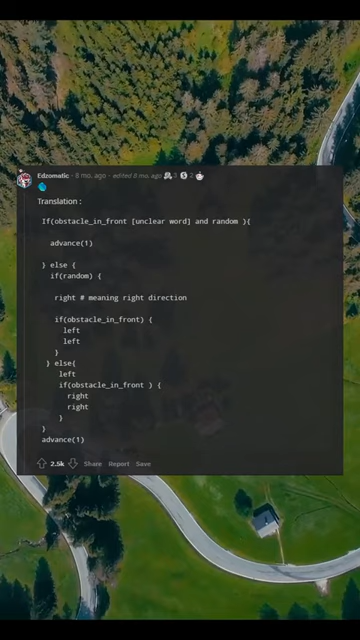 Edzomatic · 8 mo. ago · edited 8 mo. ago 3 2
Translation :
If(obstacle_in_front [unclear word] and random ){
advance(1)
} else {
if(random) {
right # meaning right direction
if(obstacle_in_front) {
left
left
}
} else{
left
if(obstacle_in_front ) {
right
right
}
}
advance(1)
2.5k Share Report Save